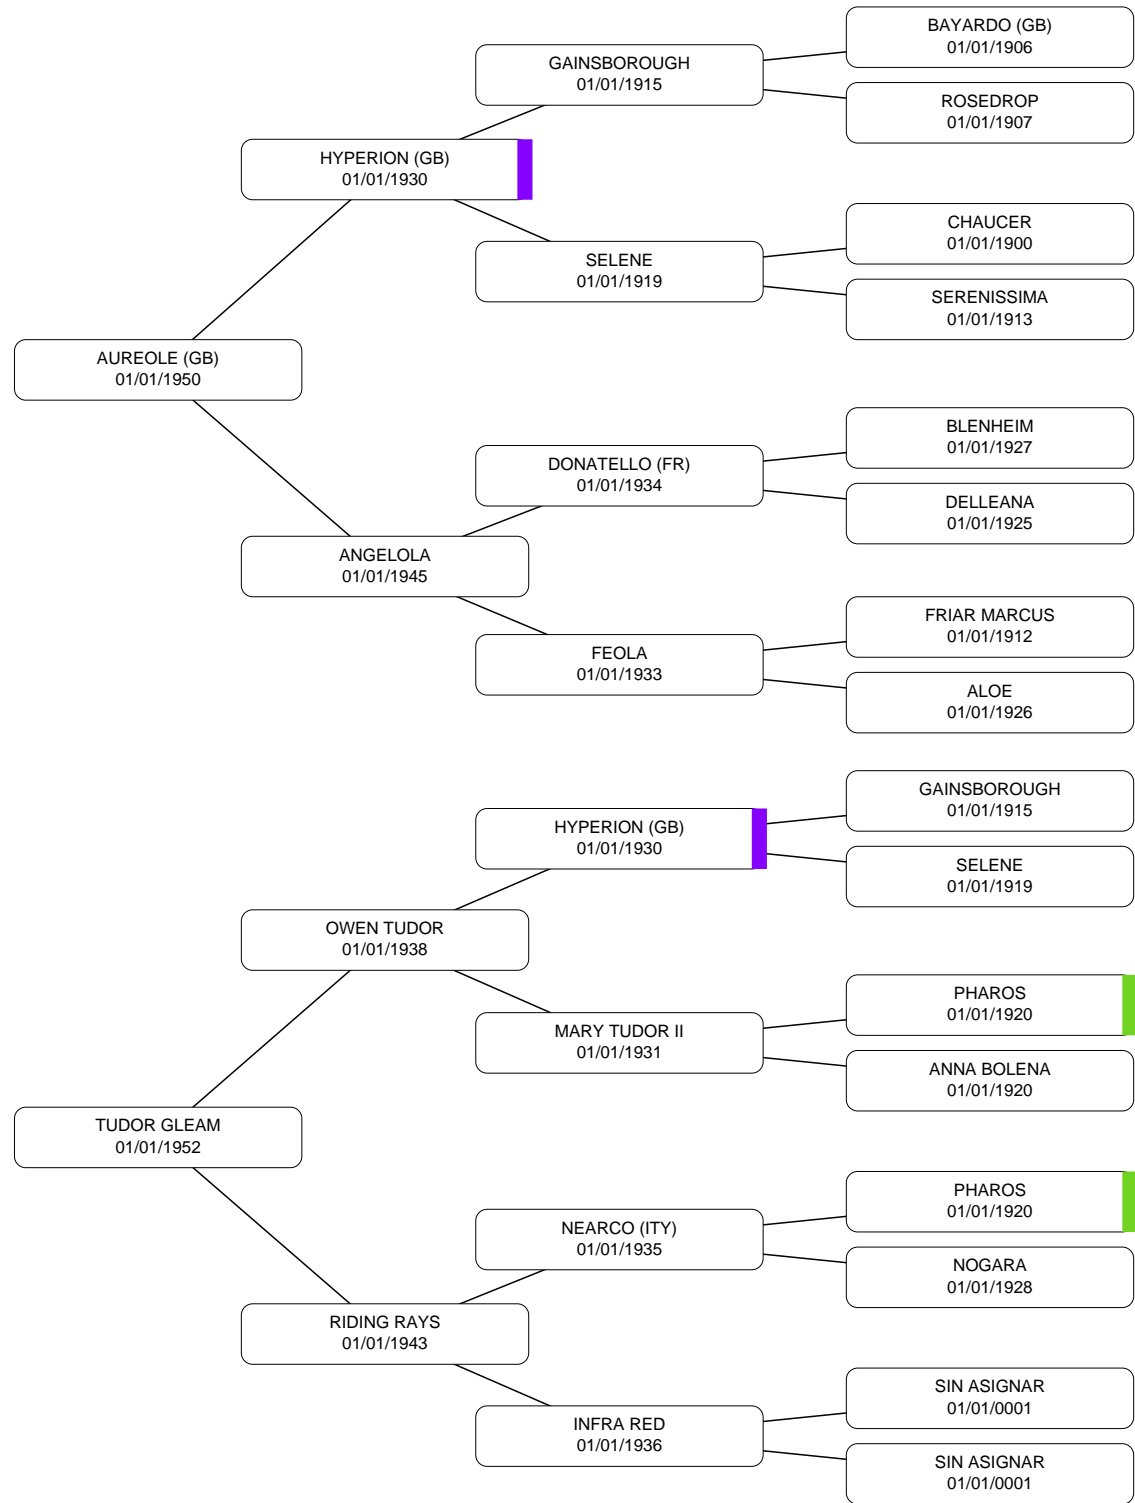 BAYARDO (GB)
01/01/1906
GAINSBOROUGH
01/01/1915
ROSEDROP
01/01/1907
HYPERION (GB)
01/01/1930
CHAUCER
01/01/1900
SELENE
01/01/1919
SERENISSIMA
01/01/1913
AUREOLE (GB)
01/01/1950
BLENHEIM
01/01/1927
DONATELLO (FR)
01/01/1934
DELLEANA
01/01/1925
ANGELOLA
01/01/1945
FRIAR MARCUS
01/01/1912
FEOLA
01/01/1933
ALOE
01/01/1926
GAINSBOROUGH
01/01/1915
HYPERION (GB)
01/01/1930
SELENE
01/01/1919
OWEN TUDOR
01/01/1938
PHAROS
01/01/1920
MARY TUDOR II
01/01/1931
ANNA BOLENA
01/01/1920
TUDOR GLEAM
01/01/1952
PHAROS
01/01/1920
NEARCO (ITY)
01/01/1935
NOGARA
01/01/1928
RIDING RAYS
01/01/1943
SIN ASIGNAR
01/01/0001
INFRA RED
01/01/1936
SIN ASIGNAR
01/01/0001